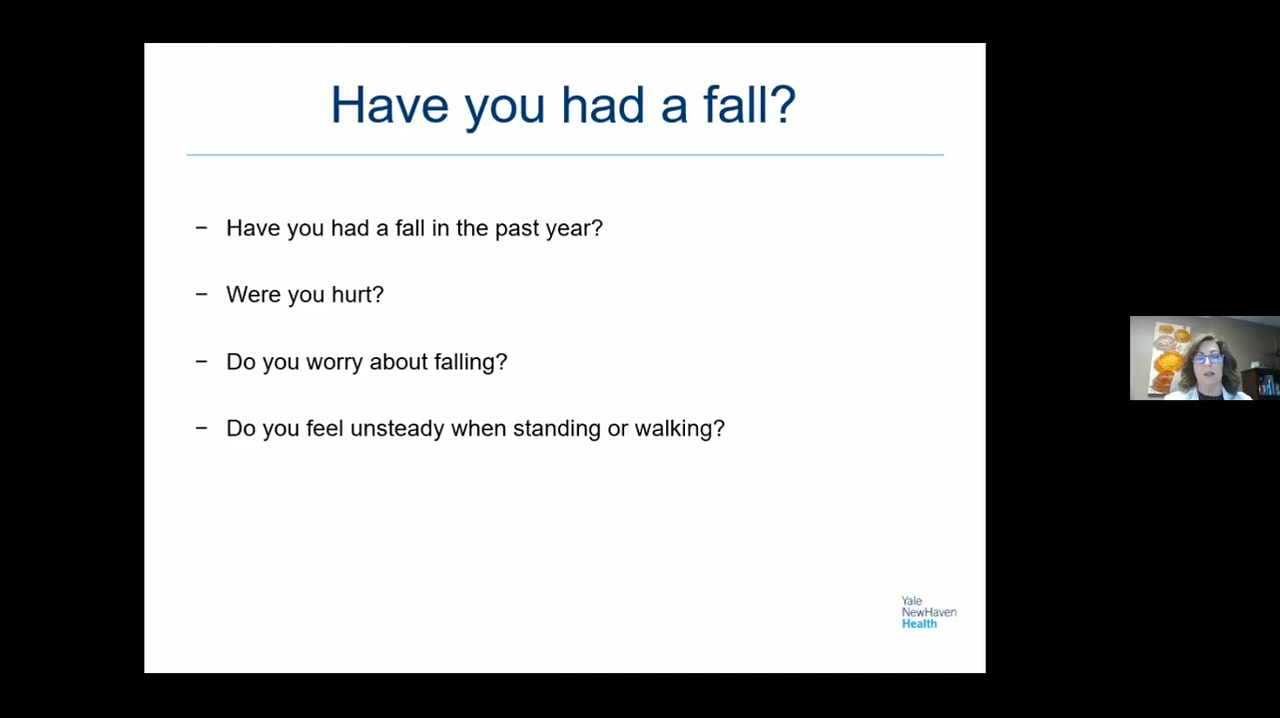 Have you had a fall?
− Have you had a fall in the past year?
− Were you hurt?
− Do you worry about falling?
− Do you feel unsteady when standing or walking?
Yale
NewHaven
Health